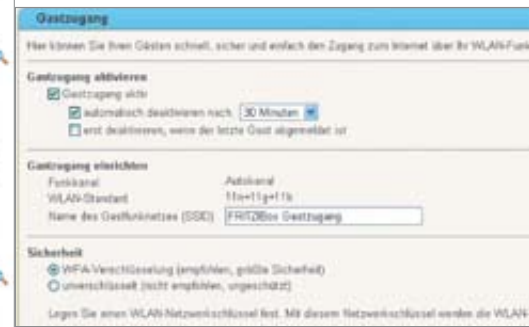 Gastzugang
Hier können Sie Ihren Gästen schnell, sicher und einfach den Zugang zum Internet über Ihr WLAN-Funk
Gastzugang aktivieren
Gastzugang aktiv
automatisch deaktivieren nach 30 Minuten
erst deaktivieren, wenn der letzte Gast abgemeldet ist
Gastzugang einrichten
Funkkanal Autokanal
WLAN-Standard 11n+11g+11b
Name des Gastfunknetzes (SSID) FRITZ!Box Gastzugang
Sicherheit
WPA-Verschlüsselung (empfohlen, größte Sicherheit)
unverschlüsselt (nicht empfohlen, ungeschützt)
Legen Sie einen WLAN-Netzwerkschlüssel fest. Mit diesem Netzwerkschlüssel werden die WLAN-